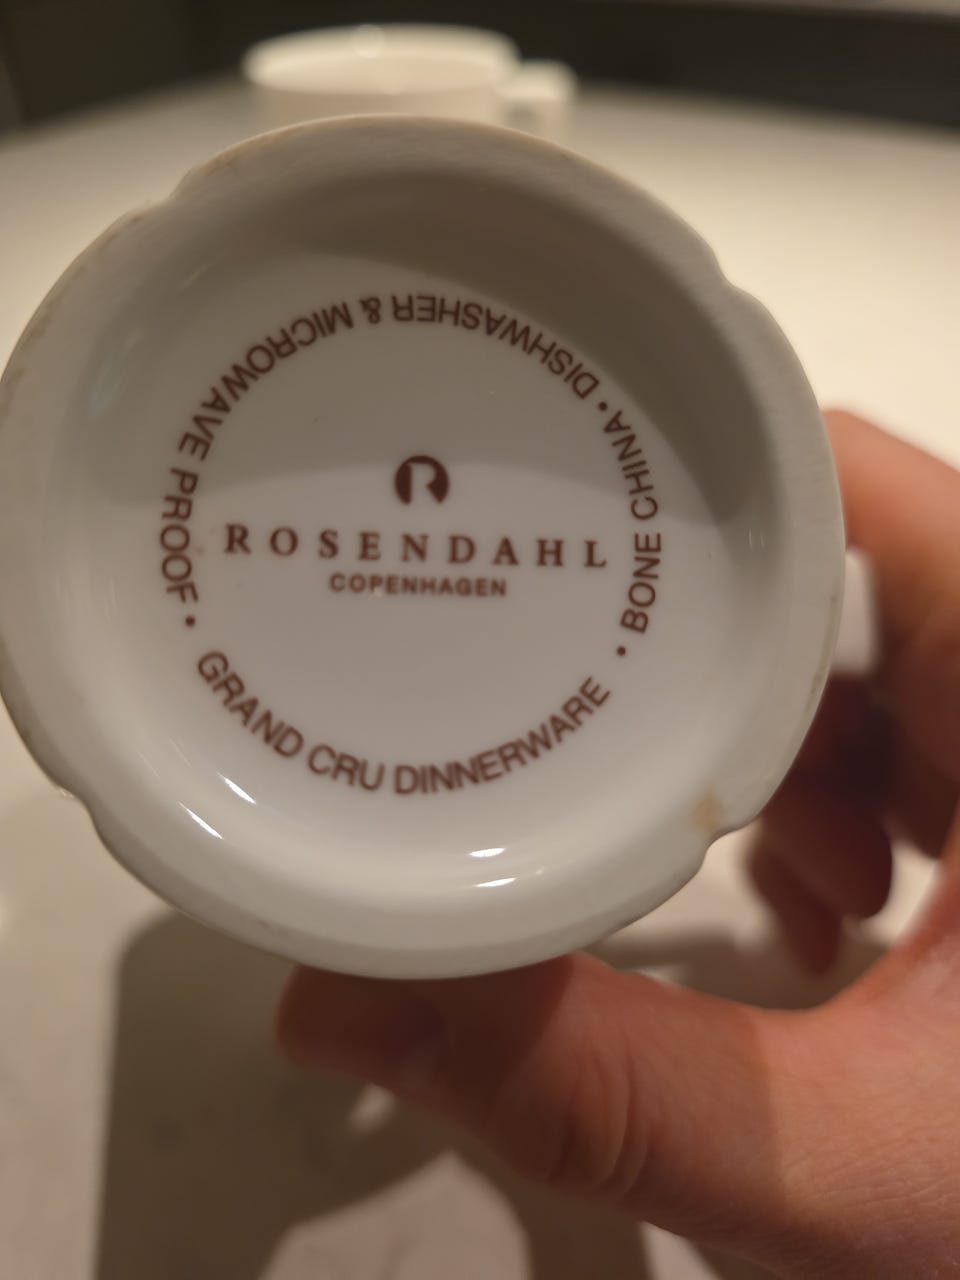 ROSENDAHL
COPENHAGEN
GRAND CRU DINNERWARE • BONE CHINA • DISHWASHER & MICROWAVE PROOF •